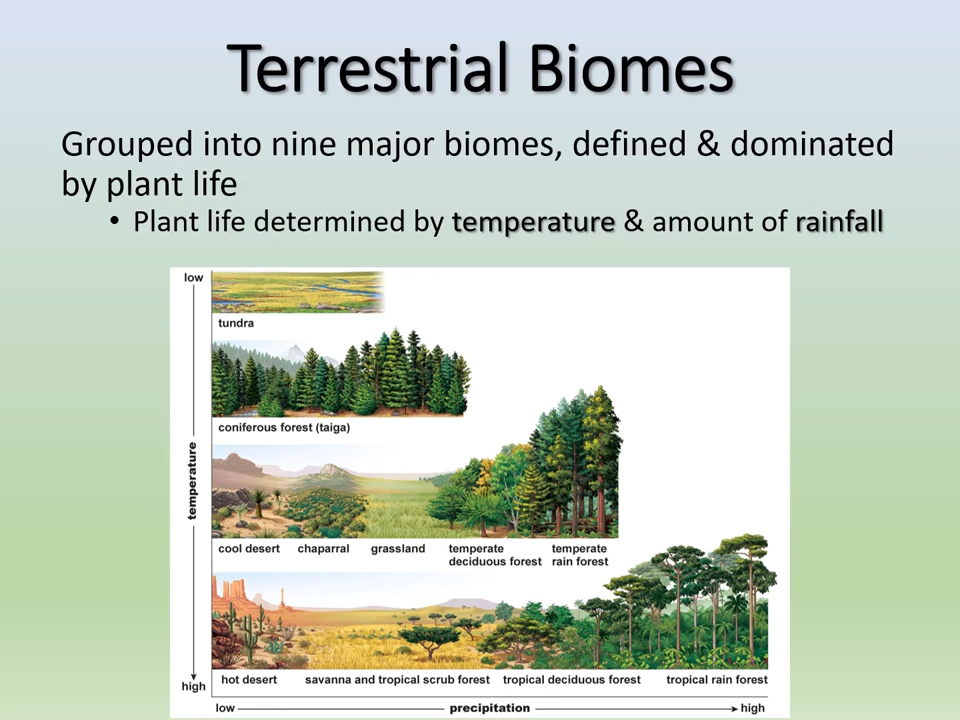 Terrestrial Biomes
Grouped into nine major biomes, defined & dominated
by plant life
• Plant life determined by temperature & amount of rainfall
low
tundra
coniferous forest (taiga)
temperature
cool desert chaparral grassland temperate deciduous forest temperate rain forest
hot desert savanna and tropical scrub forest tropical deciduous forest tropical rain forest
high
low precipitation high